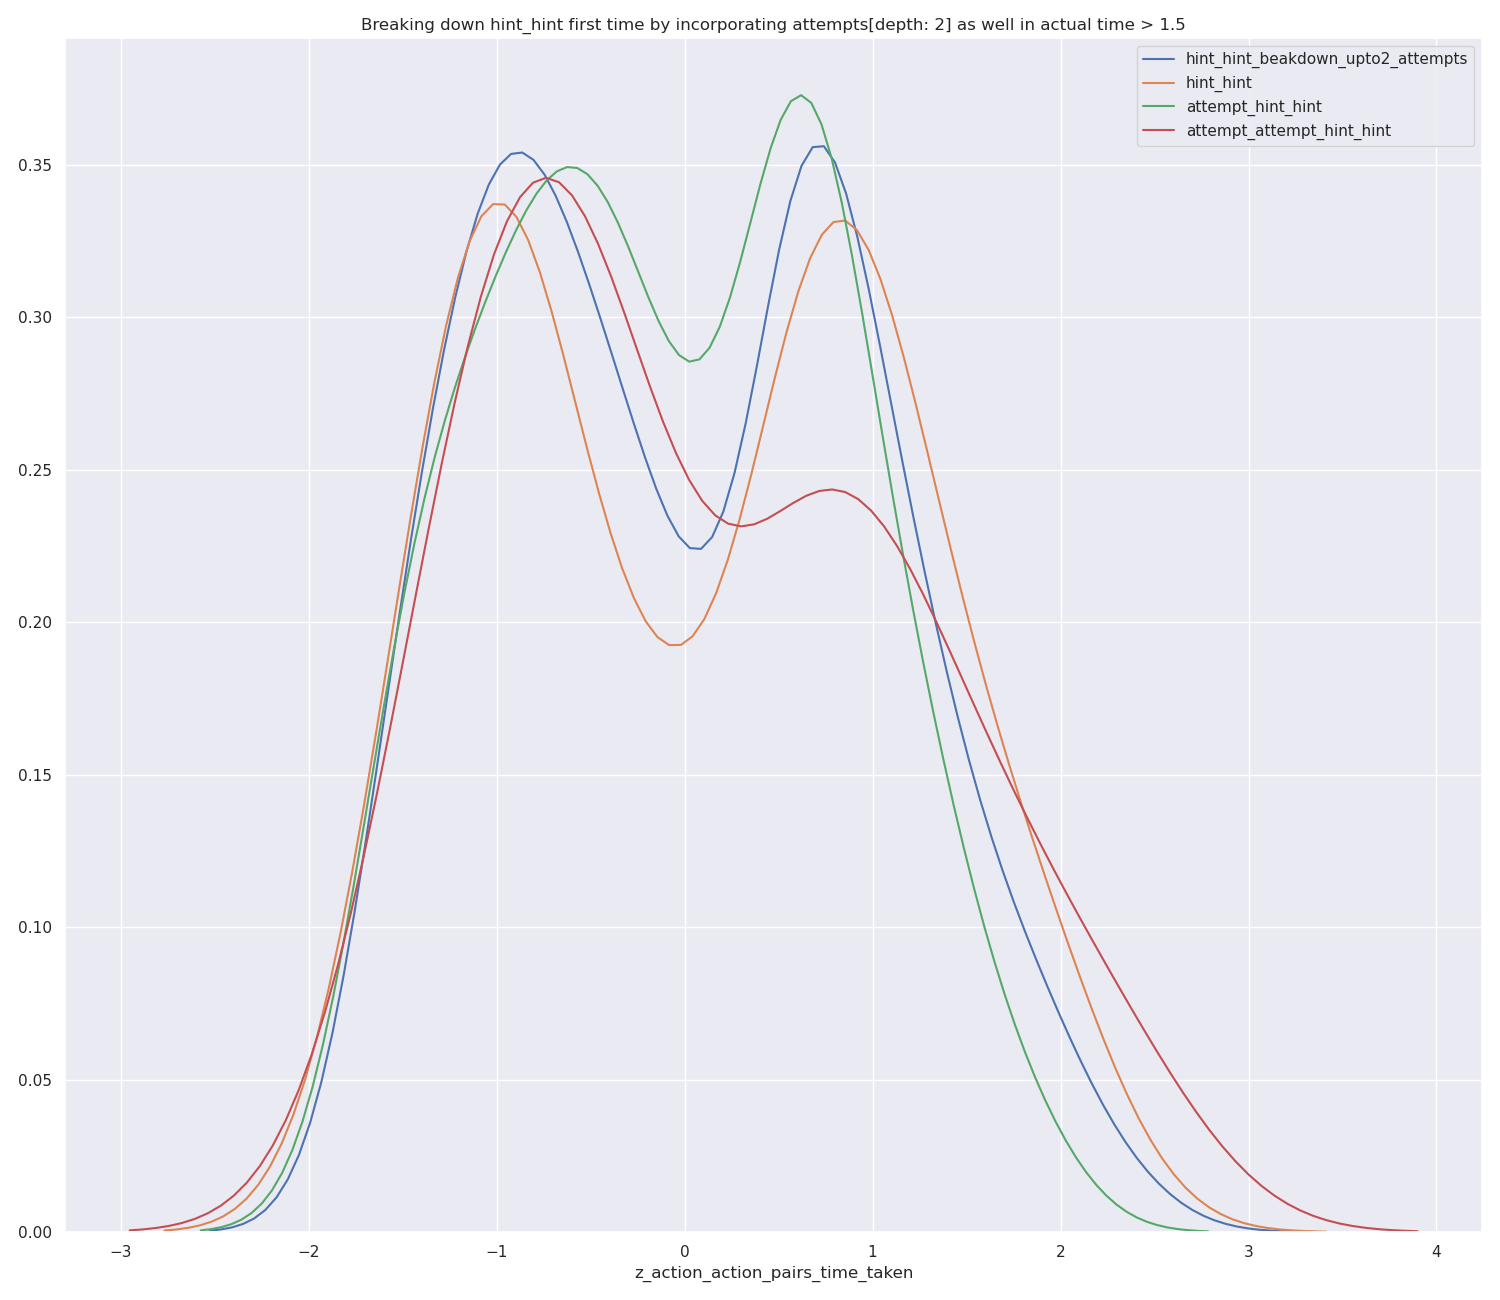 Breaking down hint_hint first time by incorporating attempts[depth: 2] as well in actual time > 1.5
hint_hint_beakdown_upto2_attempts
hint_hint
attempt_hint_hint
attempt_attempt_hint_hint
0.35
0.30
0.25
0.20
0.15
0.10
0.05
0.00
−3 −2 −1 0 1 2 3 4
z_action_action_pairs_time_taken